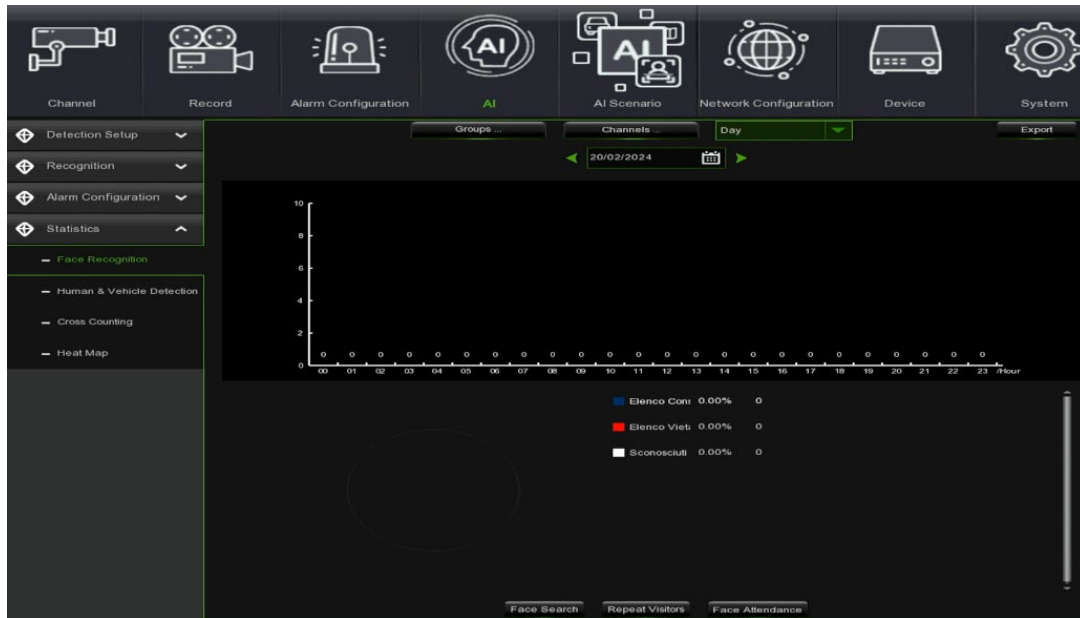 AI
AI
Channel Record Alarm Configuration AI AI Scenario Network Configuration Device System
Detection Setup Groups ... Channels ... Day Export
Recognition 20/02/2024
Alarm Configuration
Statistics
Face Recognition
Human & Vehicle Detection
Cross Counting
Heat Map
10
8
6
4
2
0 0 0 0 0 0 0 0 0 0 0 0 0 0 0 0 0 0 0 0 0 0 0 0
0
00 01 02 03 04 05 06 07 08 09 10 11 12 13 14 15 16 17 18 19 20 21 22 23 /Hour
Elenco Con 0.00% 0
Elenco Viet 0.00% 0
Sconosciuti 0.00% 0
Face Search Repeat Visitors Face Attendance